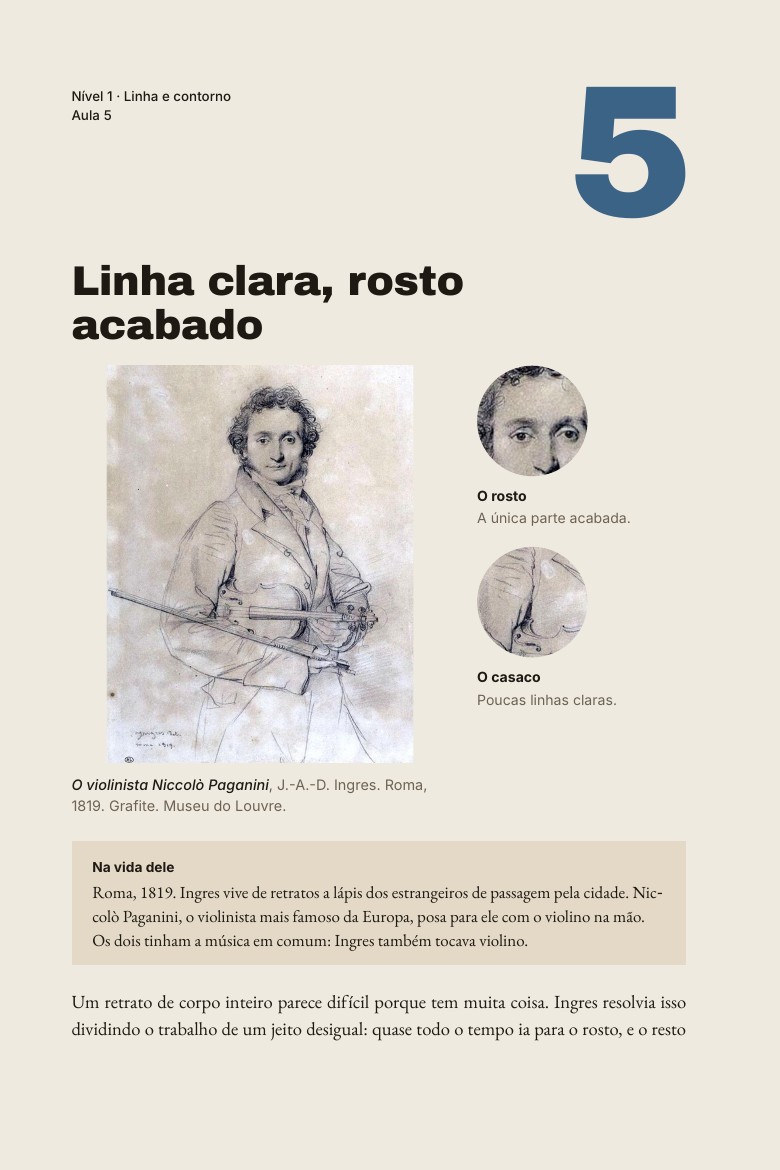 Nível 1 · Linha e contorno
Aula 5
5
Linha clara, rosto
acabado
O rosto
A única parte acabada.
O casaco
Poucas linhas claras.
O violinista Niccolò Paganini, J.-A.-D. Ingres. Roma,
1819. Grafite. Museu do Louvre.
Na vida dele
Roma, 1819. Ingres vive de retratos a lápis dos estrangeiros de passagem pela cidade. Nic-
colò Paganini, o violinista mais famoso da Europa, posa para ele com o violino na mão.
Os dois tinham a música em comum: Ingres também tocava violino.
Um retrato de corpo inteiro parece difícil porque tem muita coisa. Ingres resolvia isso
dividindo o trabalho de um jeito desigual: quase todo o tempo ia para o rosto, e o resto